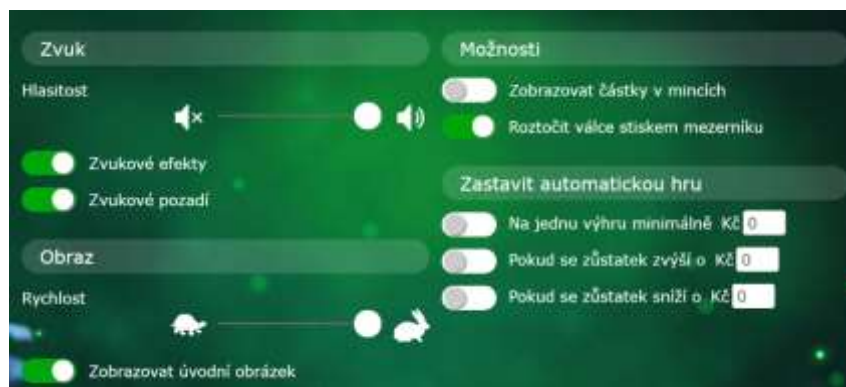 Zvuk
Hlasitost
Zvukové efekty
Zvukové pozadí
Obraz
Rychlost
Zobrazovat úvodní obrázek
Možnosti
Zobrazovat částky v mincích
Roztočit válce stiskem mezerníku
Zastavit automatickou hru
Na jednu výhru minimálně Kč 0
Pokud se zůstatek zvýší o Kč 0
Pokud se zůstatek sníží o Kč 0